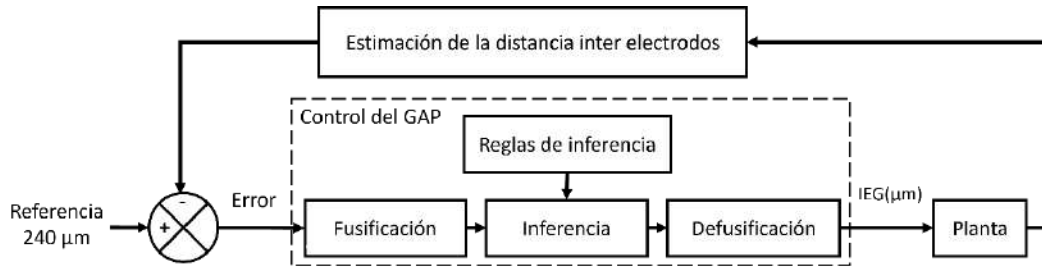 Estimación de la distancia inter electrodos
Control del GAP
Reglas de inferencia
Referencia
240 µm
+
-
Error
Fusificación
Inferencia
Defusificación
IEG(µm)
Planta